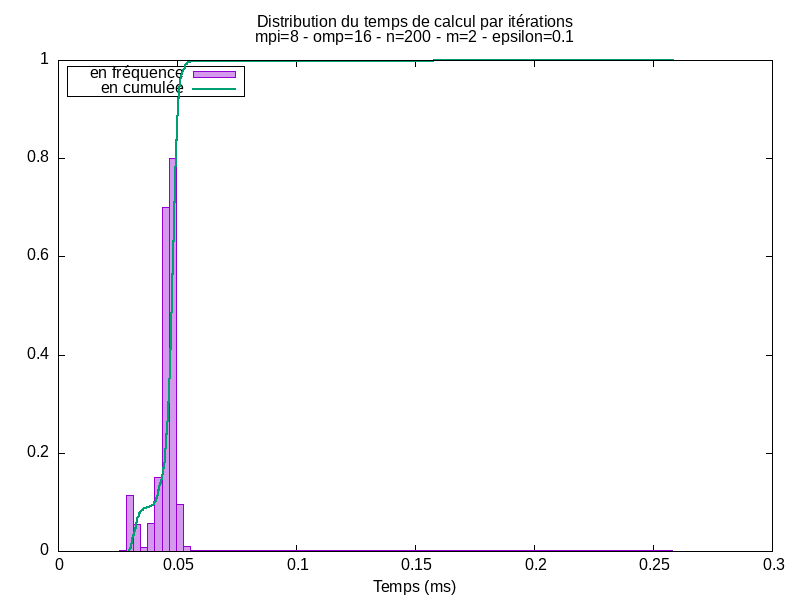 Distribution du temps de calcul par itérations
mpi=8 - omp=16 - n=200 - m=2 - epsilon=0.1
en fréquence
en cumulée
1
0.8
0.6
0.4
0.2
0
0 0.05 0.1 0.15 0.2 0.25 0.3
Temps (ms)